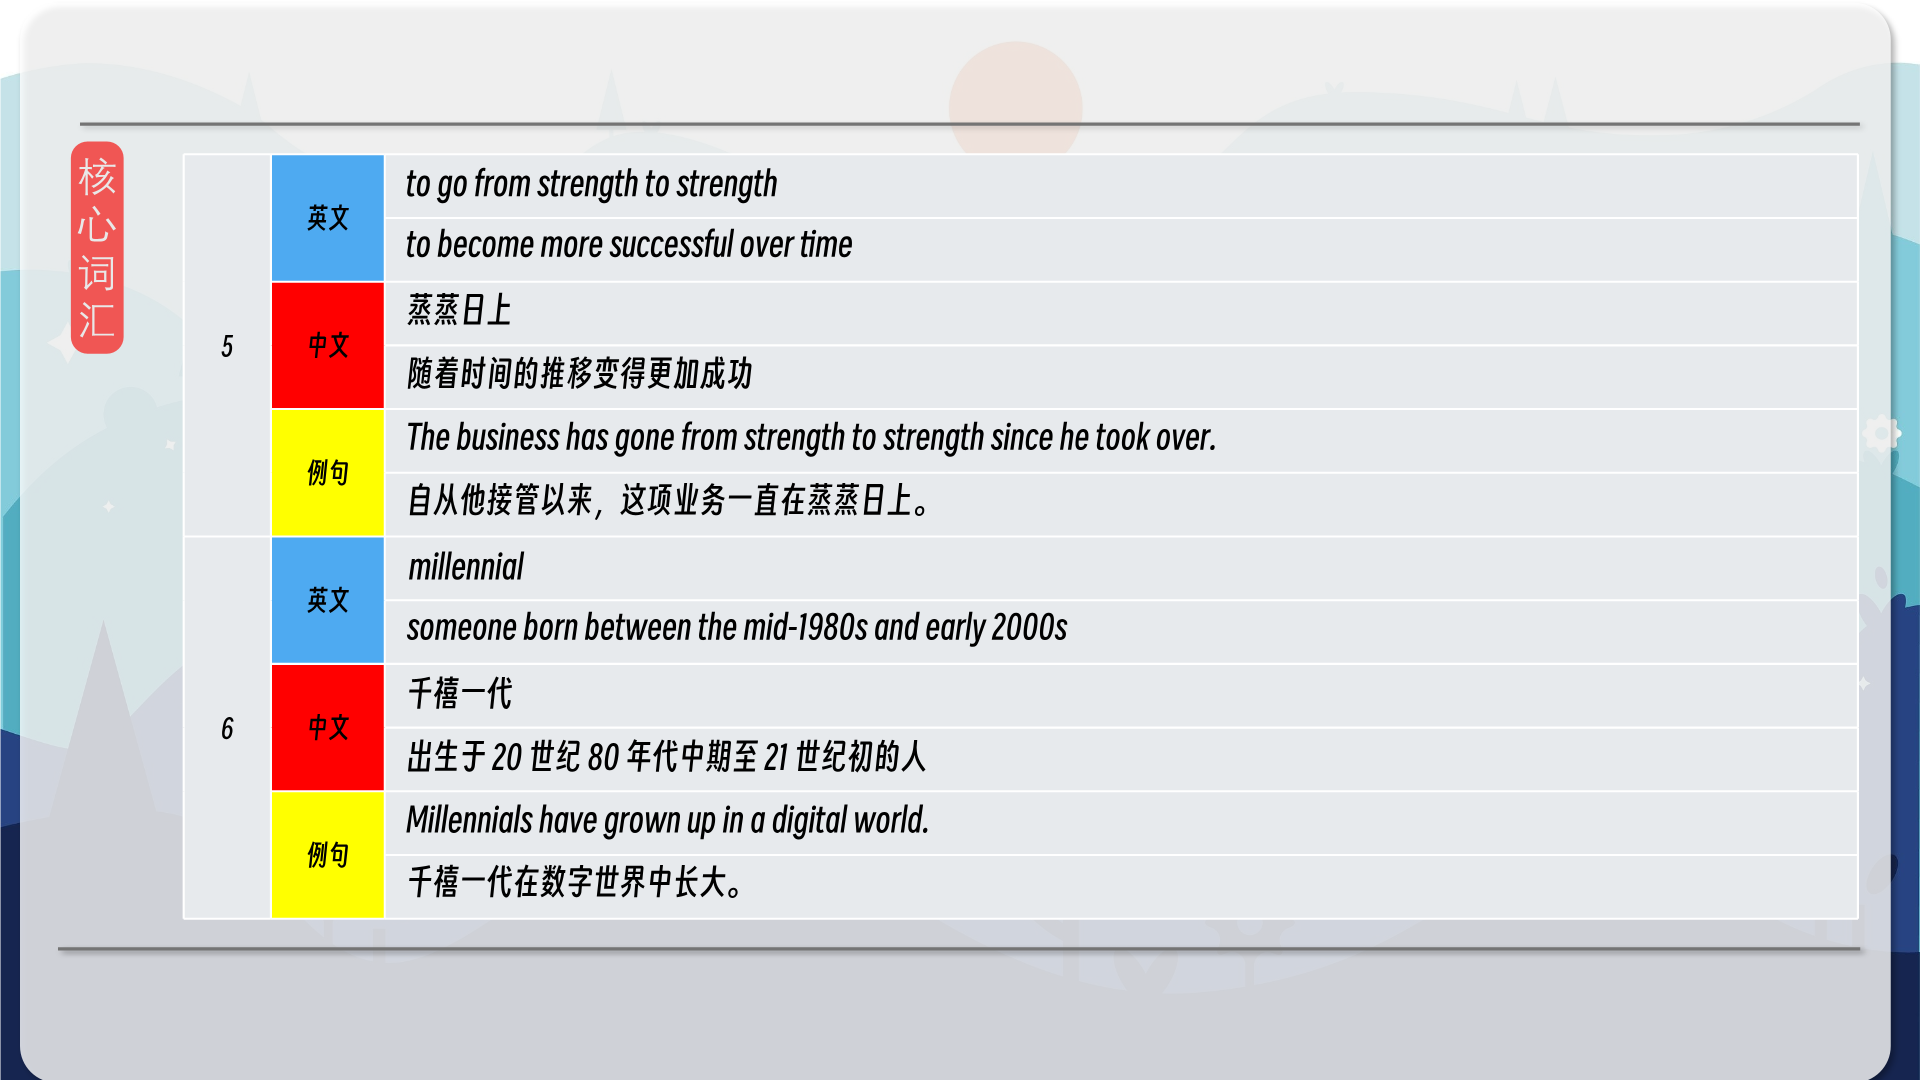 核心词汇
5
英文
to go from strength to strength
to become more successful over time
中文
蒸蒸日上
随着时间的推移变得更加成功
例句
The business has gone from strength to strength since he took over.
自从他接管以来，这项业务一直在蒸蒸日上。
6
英文
millennial
someone born between the mid-1980s and early 2000s
中文
千禧一代
出生于 20 世纪 80 年代中期至 21 世纪初的人
例句
Millennials have grown up in a digital world.
千禧一代在数字世界中长大。